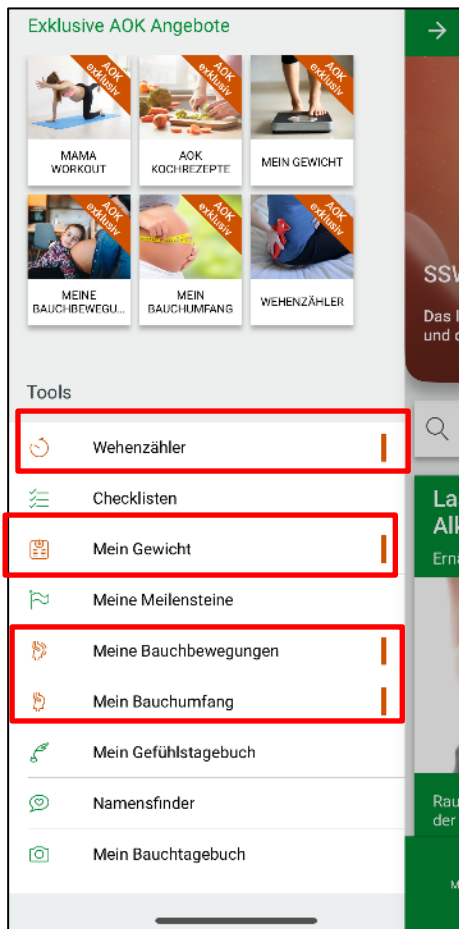 Exklusive AOK Angebote
AOK
exklusiv
AOK
exklusiv
AOK
exklusiv
MAMA
WORKOUT
AOK
KOCHREZEPTE
MEIN GEWICHT
AOK
exklusiv
AOK
exklusiv
AOK
exklusiv
MEINE
BAUCHBEWEGU...
MEIN
BAUCHUMFANG
WEHENZÄHLER
Tools
Wehenzähler
Checklisten
Mein Gewicht
Meine Meilensteine
Meine Bauchbewegungen
Mein Bauchumfang
Mein Gefühlstagebuch
Namensfinder
Mein Bauchtagebuch
SSW
Das
und
La
Ern
Rau
der
M